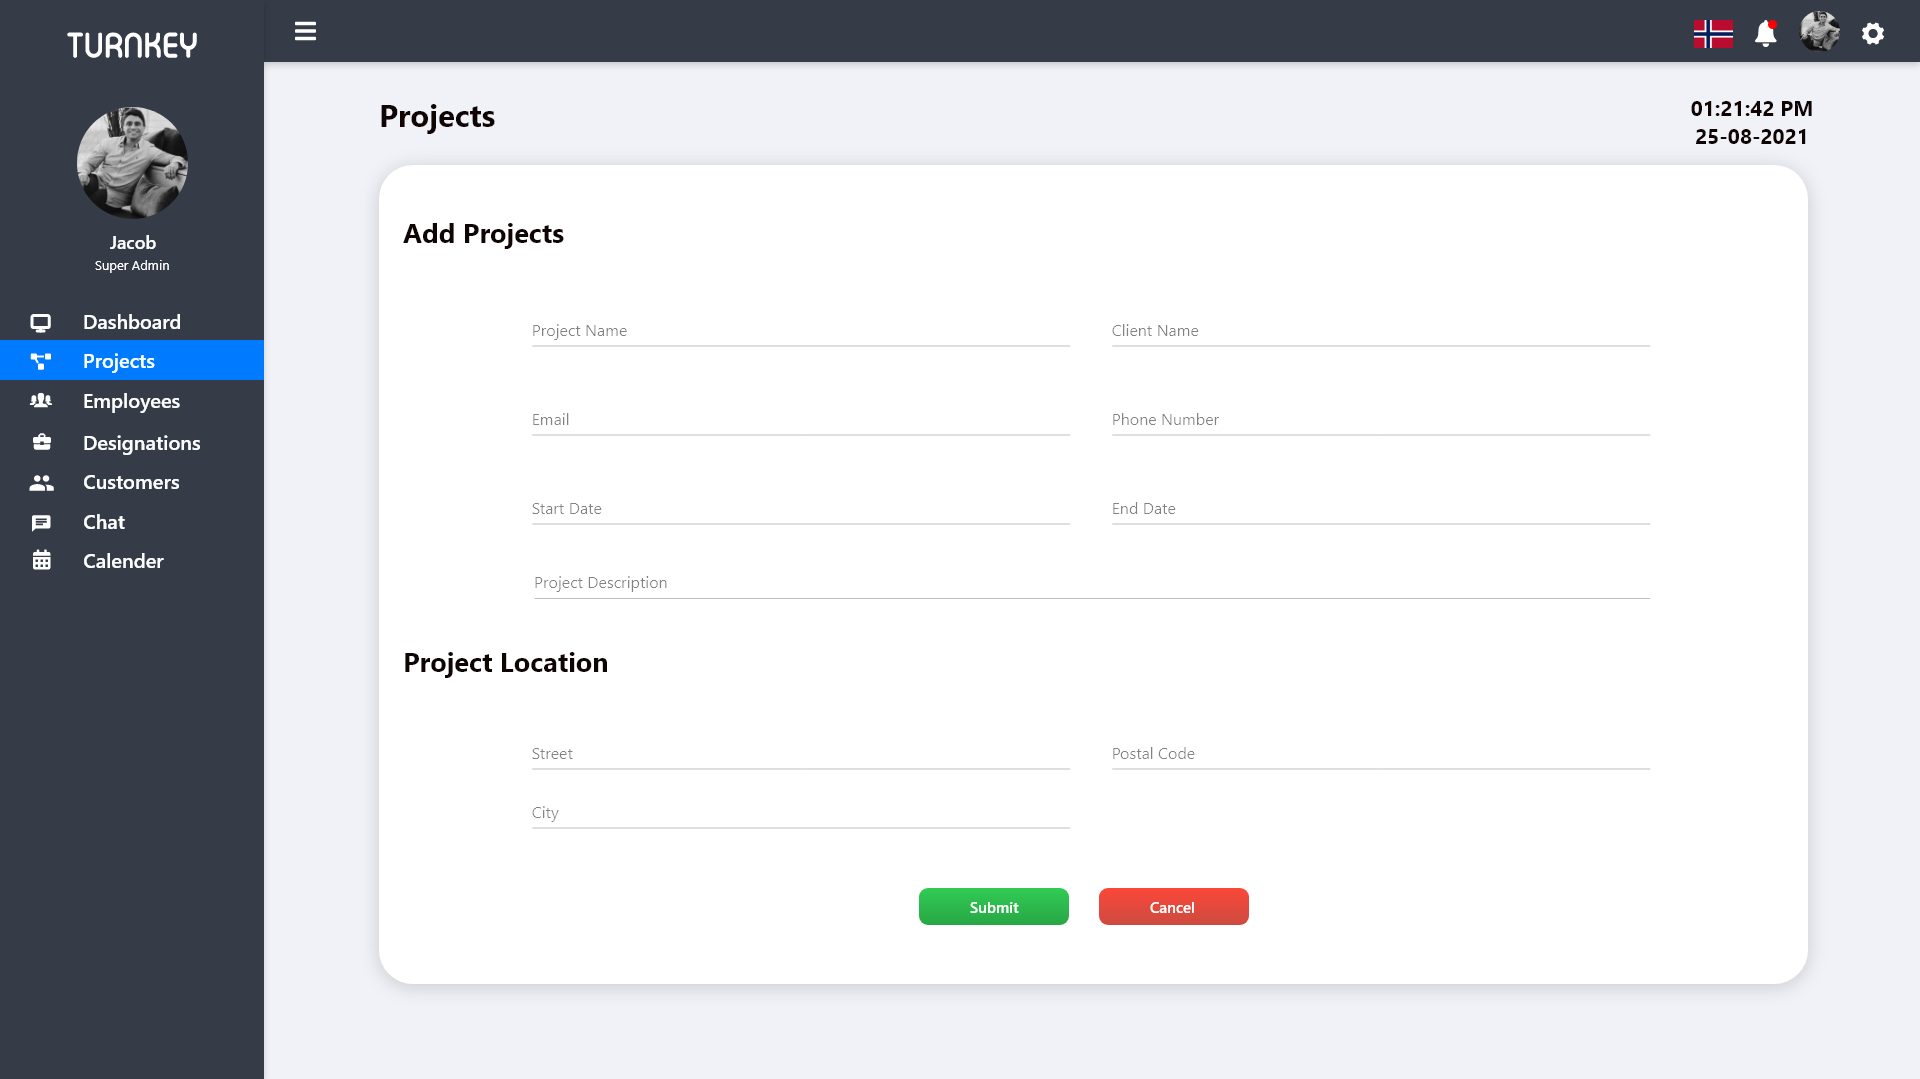 TURNKEY
Jacob
Super Admin
Dashboard
Projects
Employees
Designations
Customers
Chat
Calender
Projects
01:21:42 PM
25-08-2021
Add Projects
Project Name
Client Name
Email
Phone Number
Start Date
End Date
Project Description
Project Location
Street
Postal Code
City
Submit
Cancel